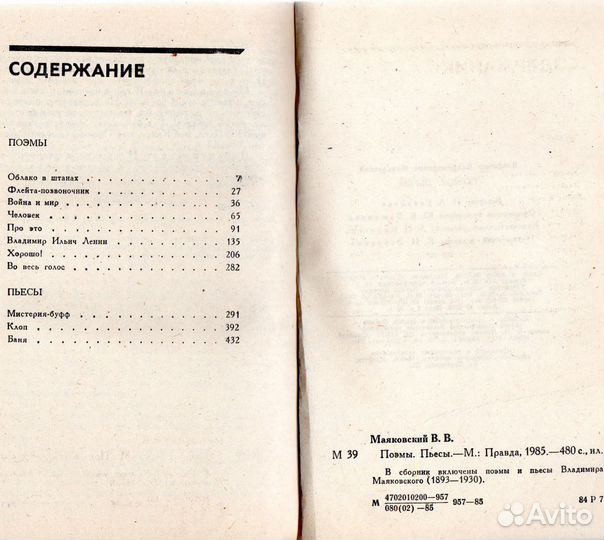 СОДЕРЖАНИЕ
ПОЭМЫ
Облако в штанах . . . . . . . . . . . 7
Флейта-позвоночник . . . . . . . . . . 27
Война и мир . . . . . . . . . . . . . 36
Человек . . . . . . . . . . . . . . 65
Про это . . . . . . . . . . . . . . 91
Владимир Ильич Ленин . . . . . . . . . 135
Хорошо! . . . . . . . . . . . . . . 206
Во весь голос . . . . . . . . . . . . 282
ПЬЕСЫ
Мистерия-буфф . . . . . . . . . . . . 291
Клоп . . . . . . . . . . . . . . . 392
Баня . . . . . . . . . . . . . . . 432
Маяковский В. В.
М 39 Поэмы. Пьесы.—М.: Правда, 1985.—480 с., ил.
В сборник включены поэмы и пьесы Владимира
Маяковского (1893—1930).
М 4702010200—957
080(02)—85
957—85
84 Р 7
Avito